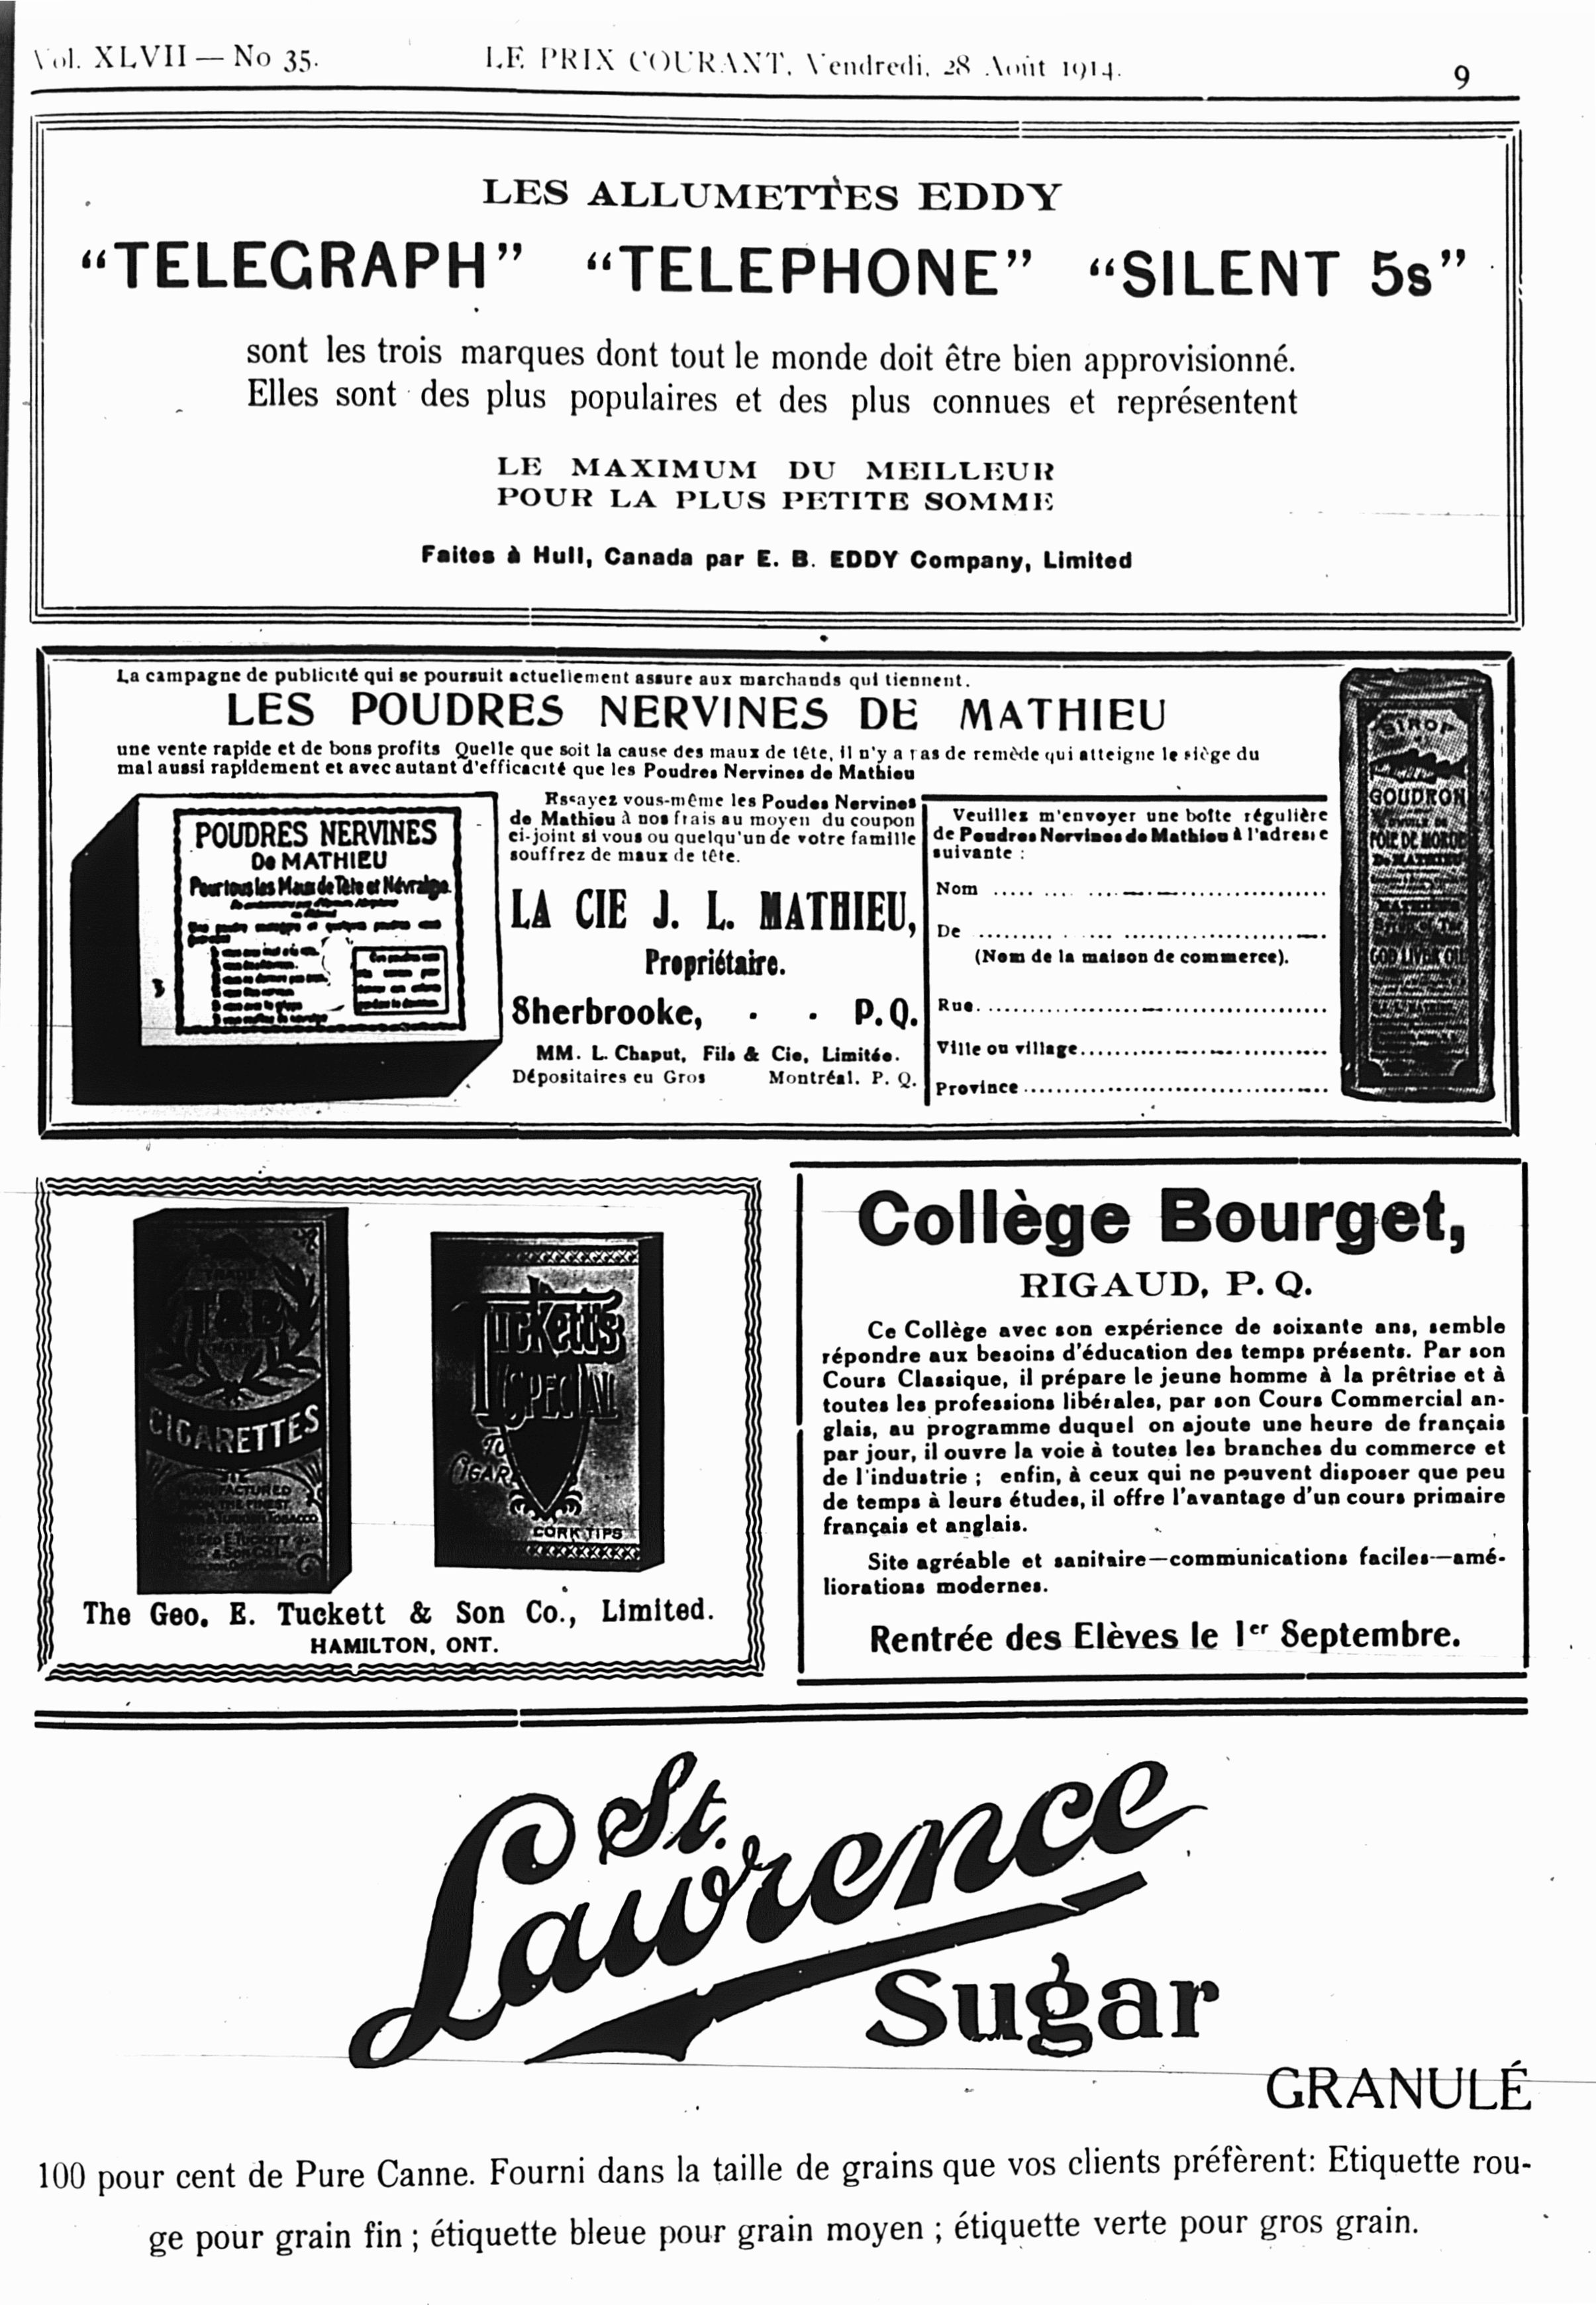 Vol. XLVII — No 35. LE PRIX COURANT, Vendredi, 28 Août 1914. 9
LES ALLUMETTES EDDY
“TELEGRAPH” “TELEPHONE” “SILENT 5s”
sont les trois marques dont tout le monde doit être bien approvisionné.
Elles sont des plus populaires et des plus connues et représentent
LE MAXIMUM DU MEILLEUR
POUR LA PLUS PETITE SOMME
Faites à Hull, Canada par E. B. EDDY Company, Limited
La campagne de publicité qui se poursuit actuellement assure aux marchands qui tiennent.
LES POUDRES NERVINES DE MATHIEU
une vente rapide et de bons profits Quelle que soit la cause des maux de tête, il n'y a pas de remède qui atteigne le siège du
mal aussi rapidement et avec autant d'efficacité que les Poudres Nervines de Mathieu
POUDRES NERVINES
De MATHIEU
Pour tous les Maux de Tête et Névralgie.
Essayez vous-même les Poudes Nervines
de Mathieu à nos frais au moyen du coupon
ci-joint si vous ou quelqu'un de votre famille
souffrez de maux de tête.
LA CIE J. L. MATHIEU,
Propriétaire.
Sherbrooke, - - P. Q.
MM. L. Chaput, Fils & Cie, Limitée.
Dépositaires eu Gros Montréal. P. Q.
Veuillez m'envoyer une boîte régulière
de Poudres Nervines de Mathieu à l'adresse
suivante :
Nom
De
(Nom de la maison de commerce).
Rue
Ville ou village
Province
SIROP
GOUDRON
FOIE DE MORUE
De MATHIEU
MATHIEU'S
COD LIVER OIL
TRADE
T&B
MARK
CIGARETTES
MANUFACTURED
FROM THE FINEST
Tucketts
SPECIAL
CIGAR
CORK TIPS
The Geo. E. Tuckett & Son Co., Limited.
HAMILTON, ONT.
Collège Bourget,
RIGAUD, P. Q.
Ce Collège avec son expérience de soixante ans, semble
répondre aux besoins d'éducation des temps présents. Par son
Cours Classique, il prépare le jeune homme à la prêtrise et à
toutes les professions libérales, par son Cours Commercial an-
glais, au programme duquel on ajoute une heure de français
par jour, il ouvre la voie à toutes les branches du commerce et
de l'industrie ; enfin, à ceux qui ne peuvent disposer que peu
de temps à leurs études, il offre l'avantage d'un cours primaire
français et anglais.
Site agréable et sanitaire—communications faciles—amé-
liorations modernes.
Rentrée des Elèves le 1er Septembre.
St.
Lawrence
Sugar
GRANULÉ
100 pour cent de Pure Canne. Fourni dans la taille de grains que vos clients préfèrent: Etiquette rou-
ge pour grain fin ; étiquette bleue pour grain moyen ; étiquette verte pour gros grain.